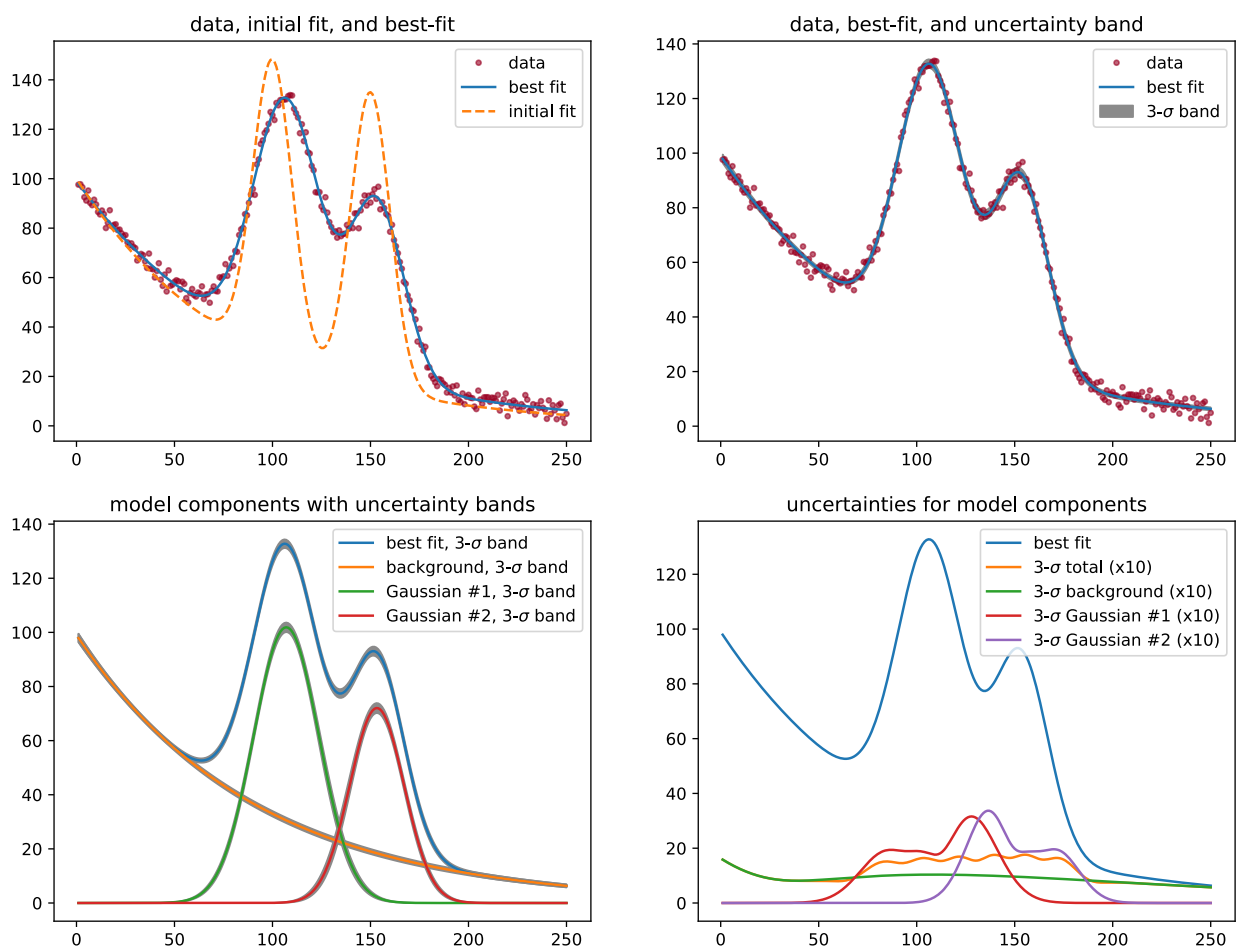 data, initial fit, and best-fit
data
best fit
initial fit
140
120
100
80
60
40
20
0
0 50 100 150 200 250
data, best-fit, and uncertainty band
data
best fit
3-σ band
140
120
100
80
60
40
20
0
0 50 100 150 200 250
model components with uncertainty bands
best fit, 3-σ band
background, 3-σ band
Gaussian #1, 3-σ band
Gaussian #2, 3-σ band
140
120
100
80
60
40
20
0
0 50 100 150 200 250
uncertainties for model components
best fit
3-σ total (x10)
3-σ background (x10)
3-σ Gaussian #1 (x10)
3-σ Gaussian #2 (x10)
120
100
80
60
40
20
0
0 50 100 150 200 250